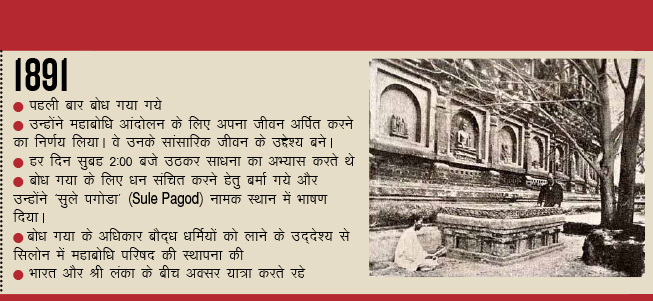 1891
● पहली बार बोध गया गये
● उन्होंने महाबोधि आंदोलन के लिए अपना जीवन अर्पित करने
का निर्णय लिया। वे उनके सांसारिक जीवन के उद्देश्य बने।
● हर दिन सुबह 2:00 बजे उठकर साधना का अभ्यास करते थे
● बोध गया के लिए धन संचित करने हेतु बर्मा गये और
उन्होंने 'सुले पगोडा' (Sule Pagod) नामक स्थान में भाषण
दिया।
● बोध गया के अधिकार बौद्ध धर्मियों को लाने के उद्देश्य से
सिलोन में महाबोधि परिषद की स्थापना की
● भारत और श्री लंका के बीच अक्सर यात्रा करते रहे